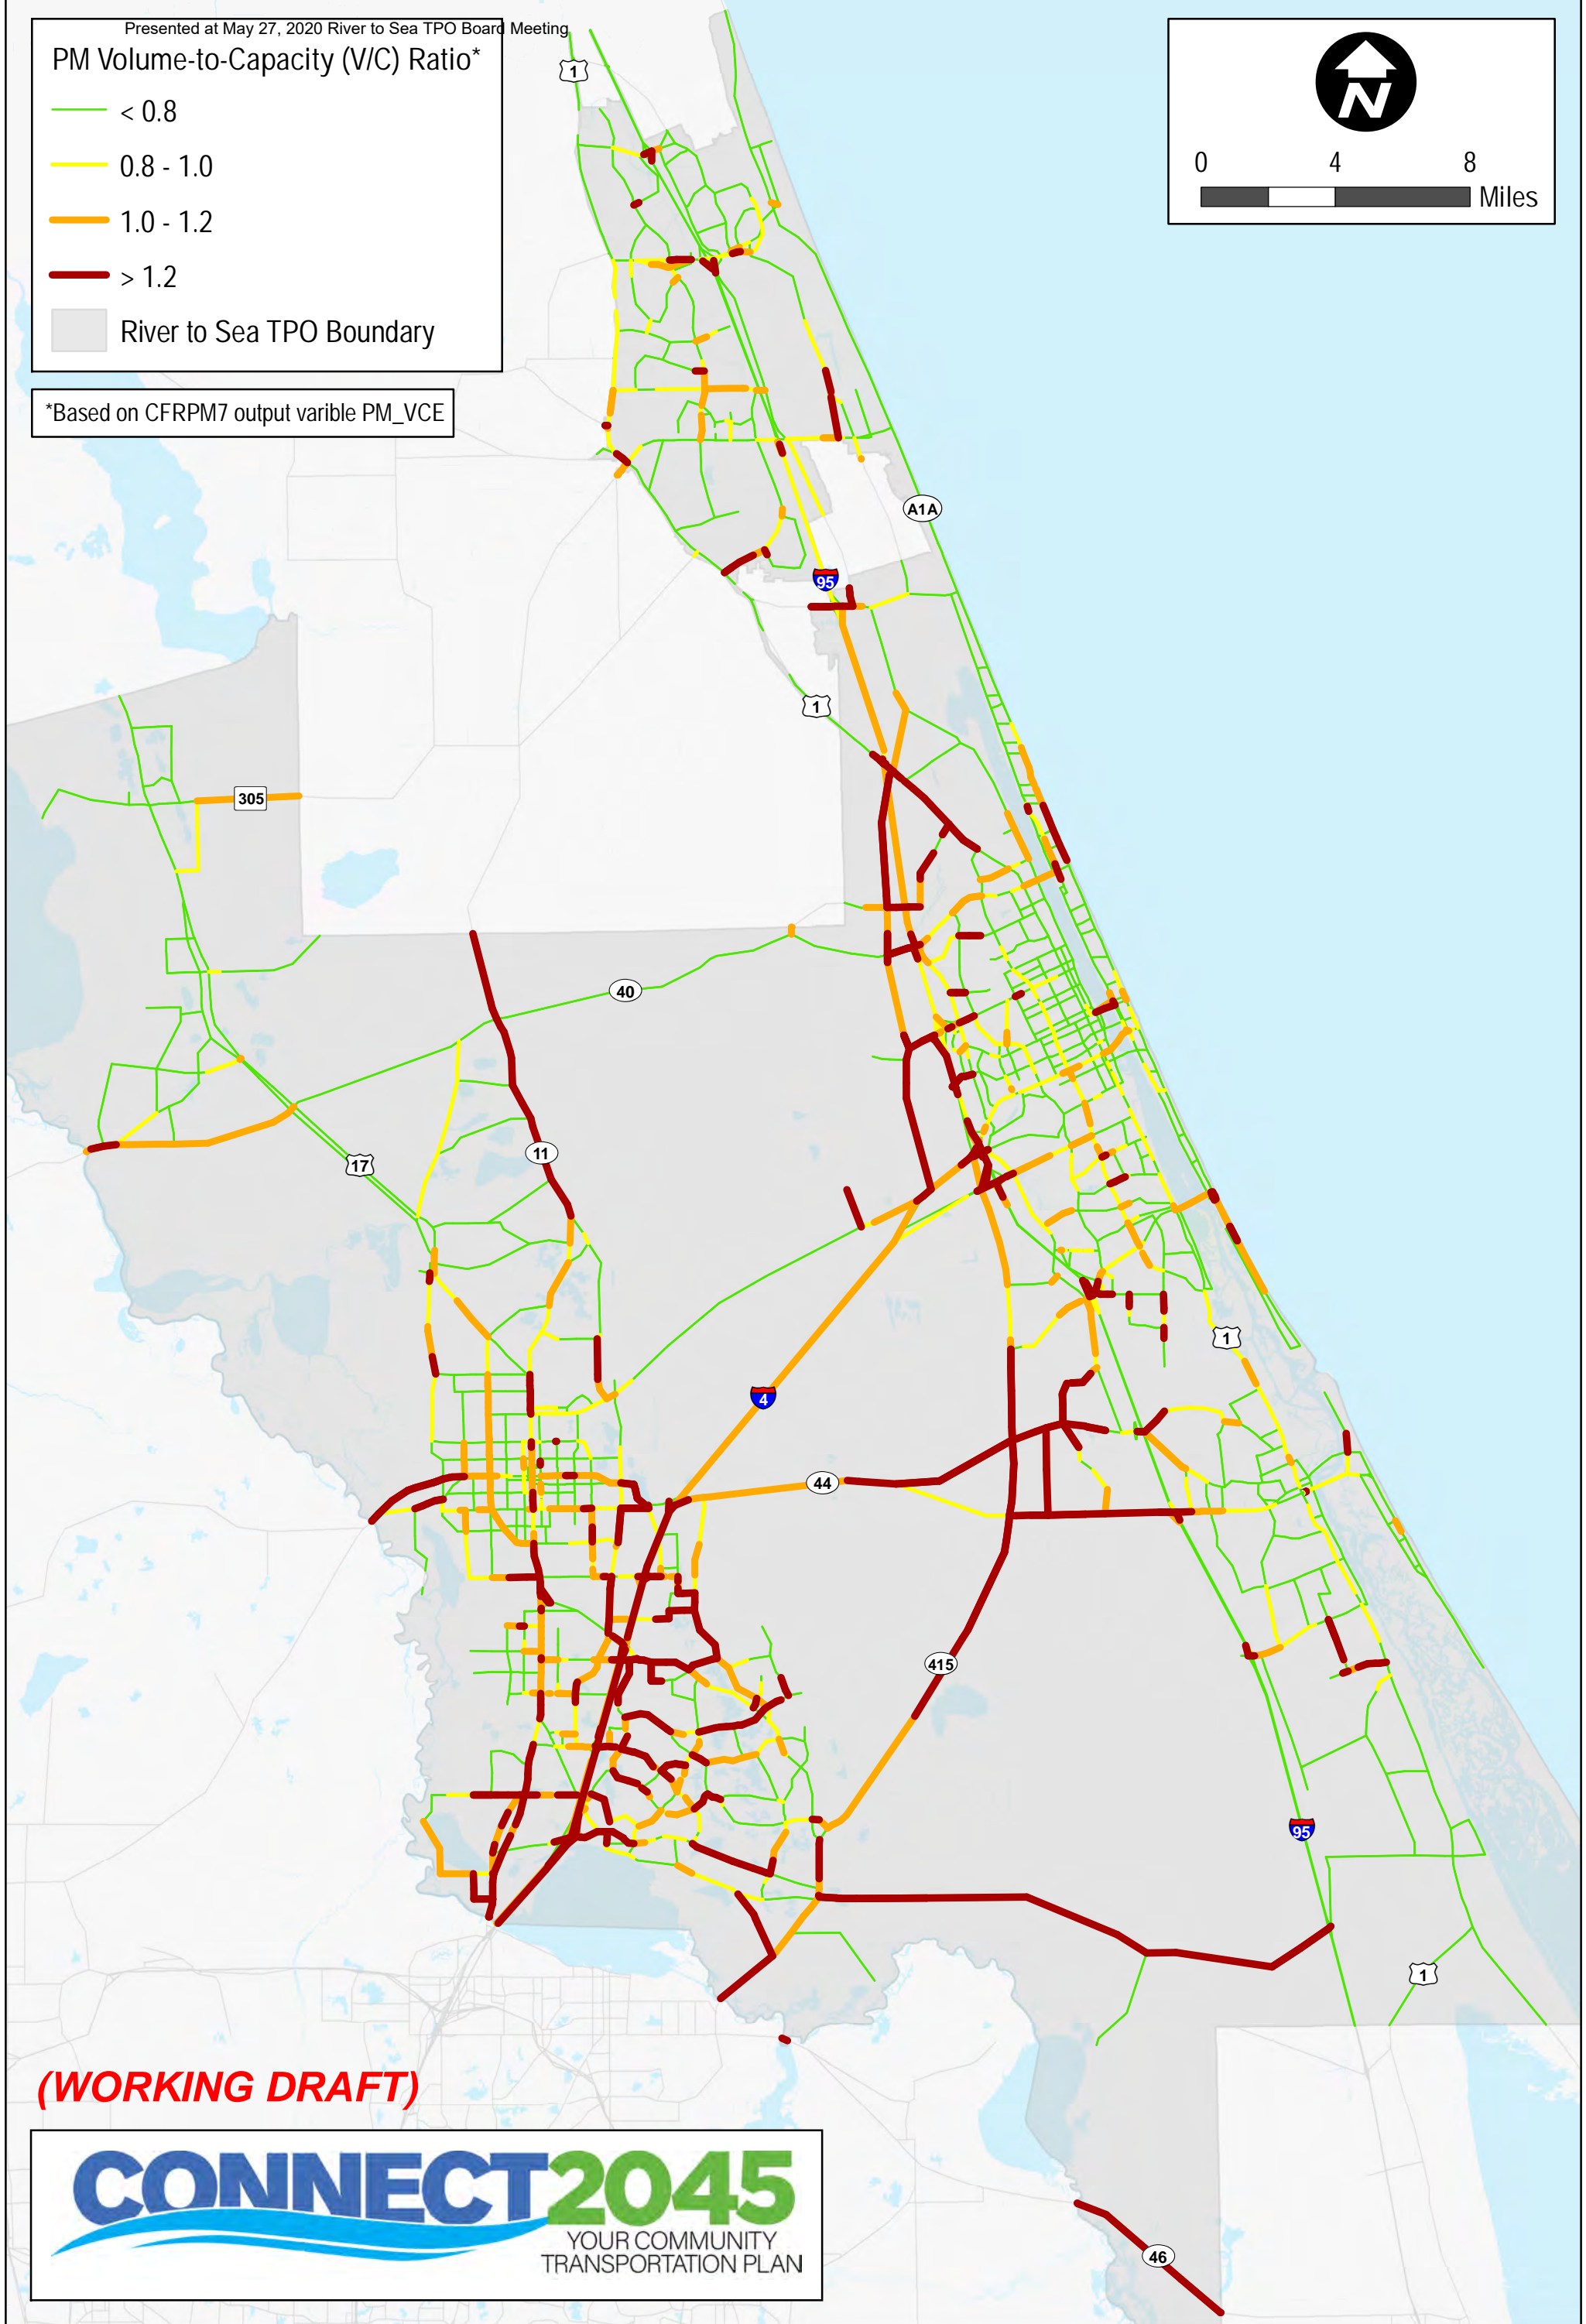 Presented at May 27, 2020 River to Sea TPO Board Meeting
PM Volume-to-Capacity (V/C) Ratio*
< 0.8
0.8 - 1.0
1.0 - 1.2
> 1.2
River to Sea TPO Boundary
*Based on CFRPM7 output varible PM_VCE
N
0 4 8
Miles
1
A1A
95
1
305
40
11
17
1
4
44
415
95
1
46
(WORKING DRAFT)
CONNECT2045
YOUR COMMUNITY
TRANSPORTATION PLAN